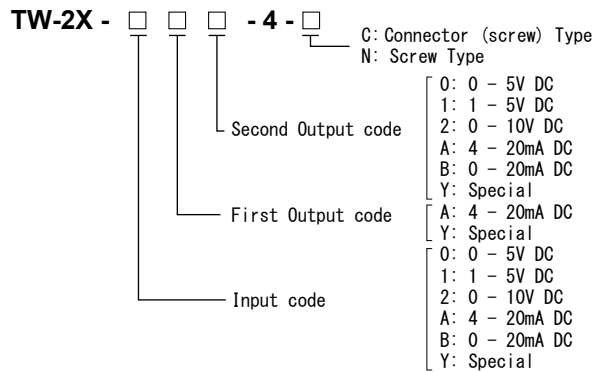 TW-2X - □ □ □ - 4 - □
C: Connector (screw) Type
N: Screw Type
Second Output code
0: 0 - 5V DC
1: 1 - 5V DC
2: 0 - 10V DC
A: 4 - 20mA DC
B: 0 - 20mA DC
Y: Special
First Output code
A: 4 - 20mA DC
Y: Special
Input code
0: 0 - 5V DC
1: 1 - 5V DC
2: 0 - 10V DC
A: 4 - 20mA DC
B: 0 - 20mA DC
Y: Special